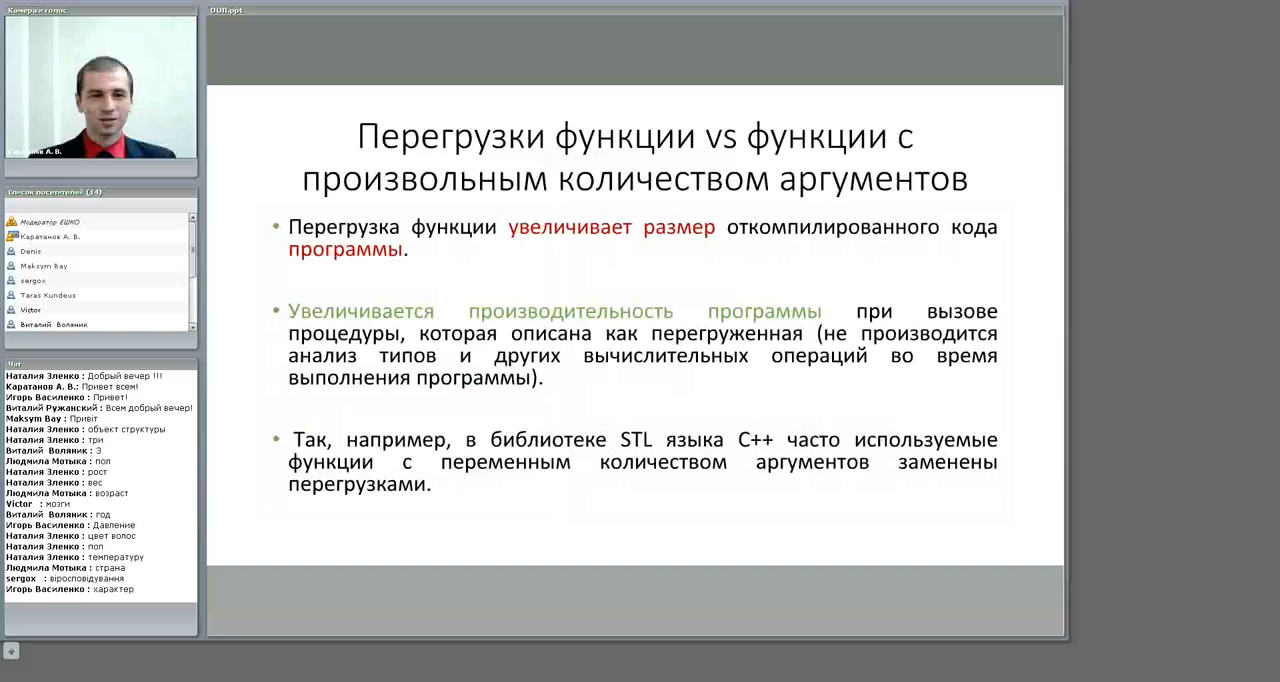 Камера и голос
Каратанов А. В.
Список посетителей (14)
Модератор ЕШКО
Каратанов А. В.
Denis
Maksym Bay
sergox
Taras Kundeus
Victor
Виталий Воляник
Чат
Наталия Зленко : Добрый вечер !!!
Каратанов А. В.: Привет всем!
Игорь Василенко : Привет!
Виталий Ружанский : Всем добрый вечер!
Maksym Bay : Привіт
Наталия Зленко : объект структуры
Наталия Зленко : три
Виталий Воляник : 3
Людмила Мотыка : пол
Наталия Зленко : рост
Наталия Зленко : вес
Людмила Мотыка : возраст
Victor : мозги
Виталий Воляник : год
Игорь Василенко : Давление
Наталия Зленко : цвет волос
Наталия Зленко : пол
Наталия Зленко : температуру
Людмила Мотыка : страна
sergox : віросповідування
Игорь Василенко : характер
ООП.ppt
Перегрузки функции vs функции с
произвольным количеством аргументов
• Перегрузка функции увеличивает размер откомпилированного кода
программы.
• Увеличивается производительность программы при вызове
процедуры, которая описана как перегруженная (не производится
анализ типов и других вычислительных операций во время
выполнения программы).
• Так, например, в библиотеке STL языка С++ часто используемые
функции с переменным количеством аргументов заменены
перегрузками.